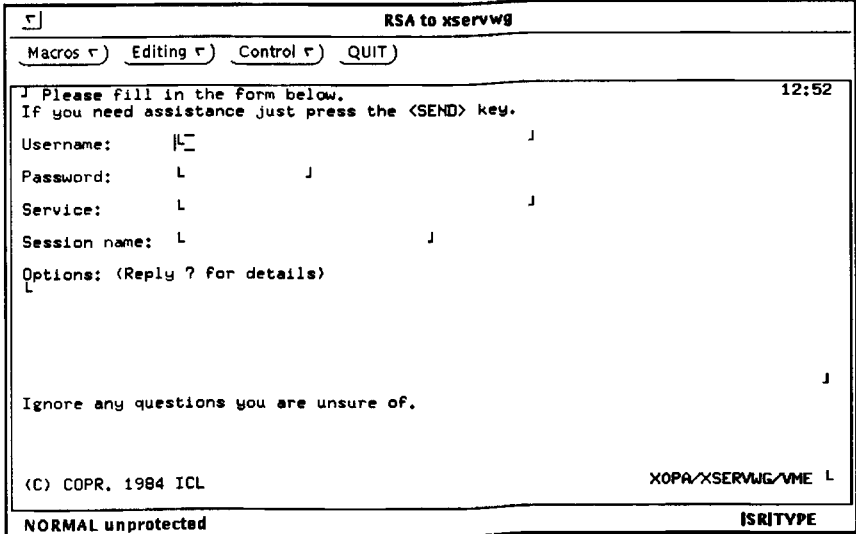 RSA to xservwg
Macros Editing Control QUIT
Please fill in the form below. 12:52
If you need assistance just press the <SEND> key.
Username:
Password:
Service:
Session name:
Options: (Reply ? for details)
Ignore any questions you are unsure of.
(C) COPR. 1984 ICL XOPA/XSERVWG/VME
NORMAL unprotected |SR|TYPE